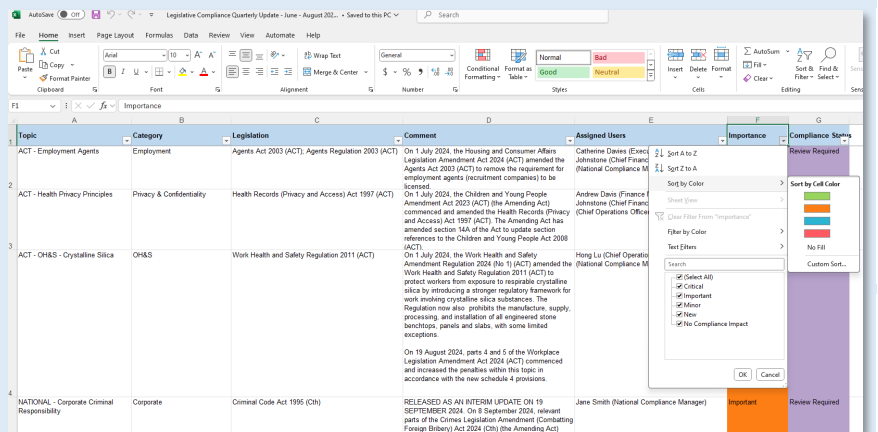 AutoSave Off Legislative Compliance Quarterly Update - June - August 202... • Saved to this PC Search
File Home Insert Page Layout Formulas Data Review View Automate Help
Cut
Copy
Format Painter
Paste
Clipboard
Arial 10
B I U
Font
Wrap Text
Merge & Center
Alignment
General
$ % 9
Number
Conditional Formatting
Format as Table
Normal Bad
Good Neutral
Styles
Insert Delete Format
Cells
AutoSum
Fill
Clear
Sort & Filter
Find & Select
Editing
F1 fx Importance
A B C D E F G
1 Topic Category Legislation Comment Assigned Users Importance Compliance Status
2
ACT - Employment Agents
Employment
Agents Act 2003 (ACT); Agents Regulation 2003 (ACT)
On 1 July 2024, the Housing and Consumer Affairs
Legislation Amendment Act 2024 (ACT) amended the
Agents Act 2003 (ACT) to remove the requirement for
employment agents (recruitment companies) to be
licensed.
Catherine Davies (Execu
Johnstone (Chief Financ
(National Compliance M
Review Required
3
ACT - Health Privacy Principles
Privacy & Confidentiality
Health Records (Privacy and Access) Act 1997 (ACT)
On 1 July 2024, the Children and Young People
Amendment Act 2023 (ACT) (the Amending Act)
commenced and amended the Health Records (Privacy
and Access) Act 1997 (ACT). The Amending Act has
amended section 14A of the Act to update section
references to the Children and Young People Act 2008
(ACT).
Andrew Davis (Finance M
Johnstone (Chief Financ
(Chief Operations Officer
4
ACT - OH&S - Crystalline Silica
OH&S
Work Health and Safety Regulation 2011 (ACT)
On 1 July 2024, the Work Health and Safety
Amendment Regulation 2024 (No 1) (ACT) amended the
Work Health and Safety Regulation 2011 (ACT) to
protect workers from exposure to respirable crystalline
silica by introducing a stronger regulatory framework for
work involving crystalline silica substances. The
Regulation now also prohibits the manufacture, supply,
processing, and installation of all engineered stone
benchtops, panels and slabs, with some limited
exceptions.
On 19 August 2024, parts 4 and 5 of the Workplace
Legislation Amendment Act 2024 (ACT) commenced
and increased the penalties within this topic in
accordance with the new schedule 4 provisions.
Hong Lu (Chief Operatio
(National Compliance M
NATIONAL - Corporate Criminal
Responsibility
Corporate
Criminal Code Act 1995 (Cth)
RELEASED AS AN INTERIM UPDATE ON 19
SEPTEMBER 2024. On 8 September 2024, relevant
parts of the Crimes Legislation Amendment (Combatting
Foreign Bribery) Act 2024 (Cth) (the Amending Act)
Jane Smith (National Compliance Manager)
Important
Review Required
Sort A to Z
Sort Z to A
Sort by Color
Sheet View
Clear Filter From "Importance"
Filter by Color
Text Filters
Search
(Select All)
Critical
Important
Minor
New
No Compliance Impact
OK Cancel
Sort by Cell Color
No Fill
Custom Sort...